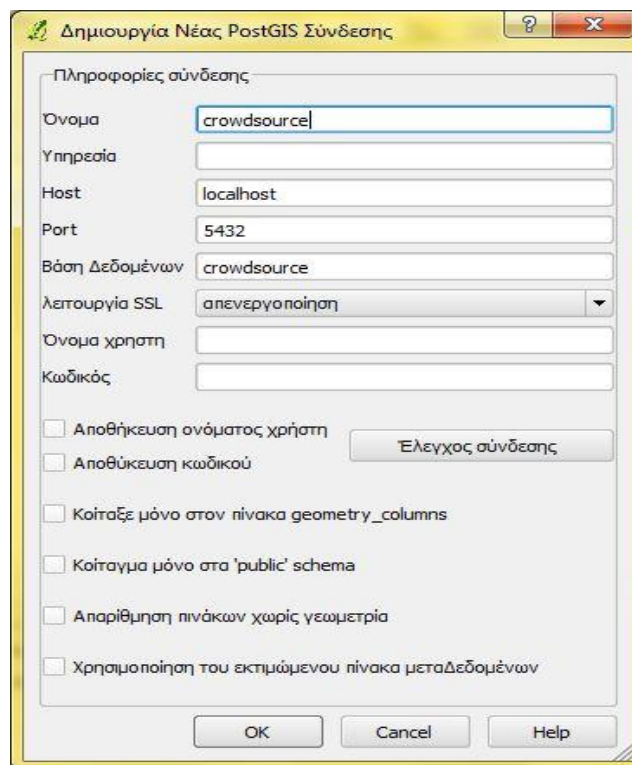 Δημιουργία Νέας PostGIS Σύνδεσης
Πληροφορίες σύνδεσης
Όνομα crowdsource
Υπηρεσία
Host localhost
Port 5432
Βάση Δεδομένων crowdsource
λειτουργία SSL απενεργοποίηση
Όνομα χρηστη
Κωδικός
Αποθήκευση ονόματος χρήστη
Έλεγχος σύνδεσης
Αποθύκευση κωδικού
Κοίταξε μόνο στον πίνακα geometry_columns
Κοίταγμα μόνο στα 'public' schema
Απαρίθμηση πινάκων χωρίς γεωμετρία
Χρησιμοποίηση του εκτιμώμενου πίνακα μεταΔεδομένων
OK Cancel Help